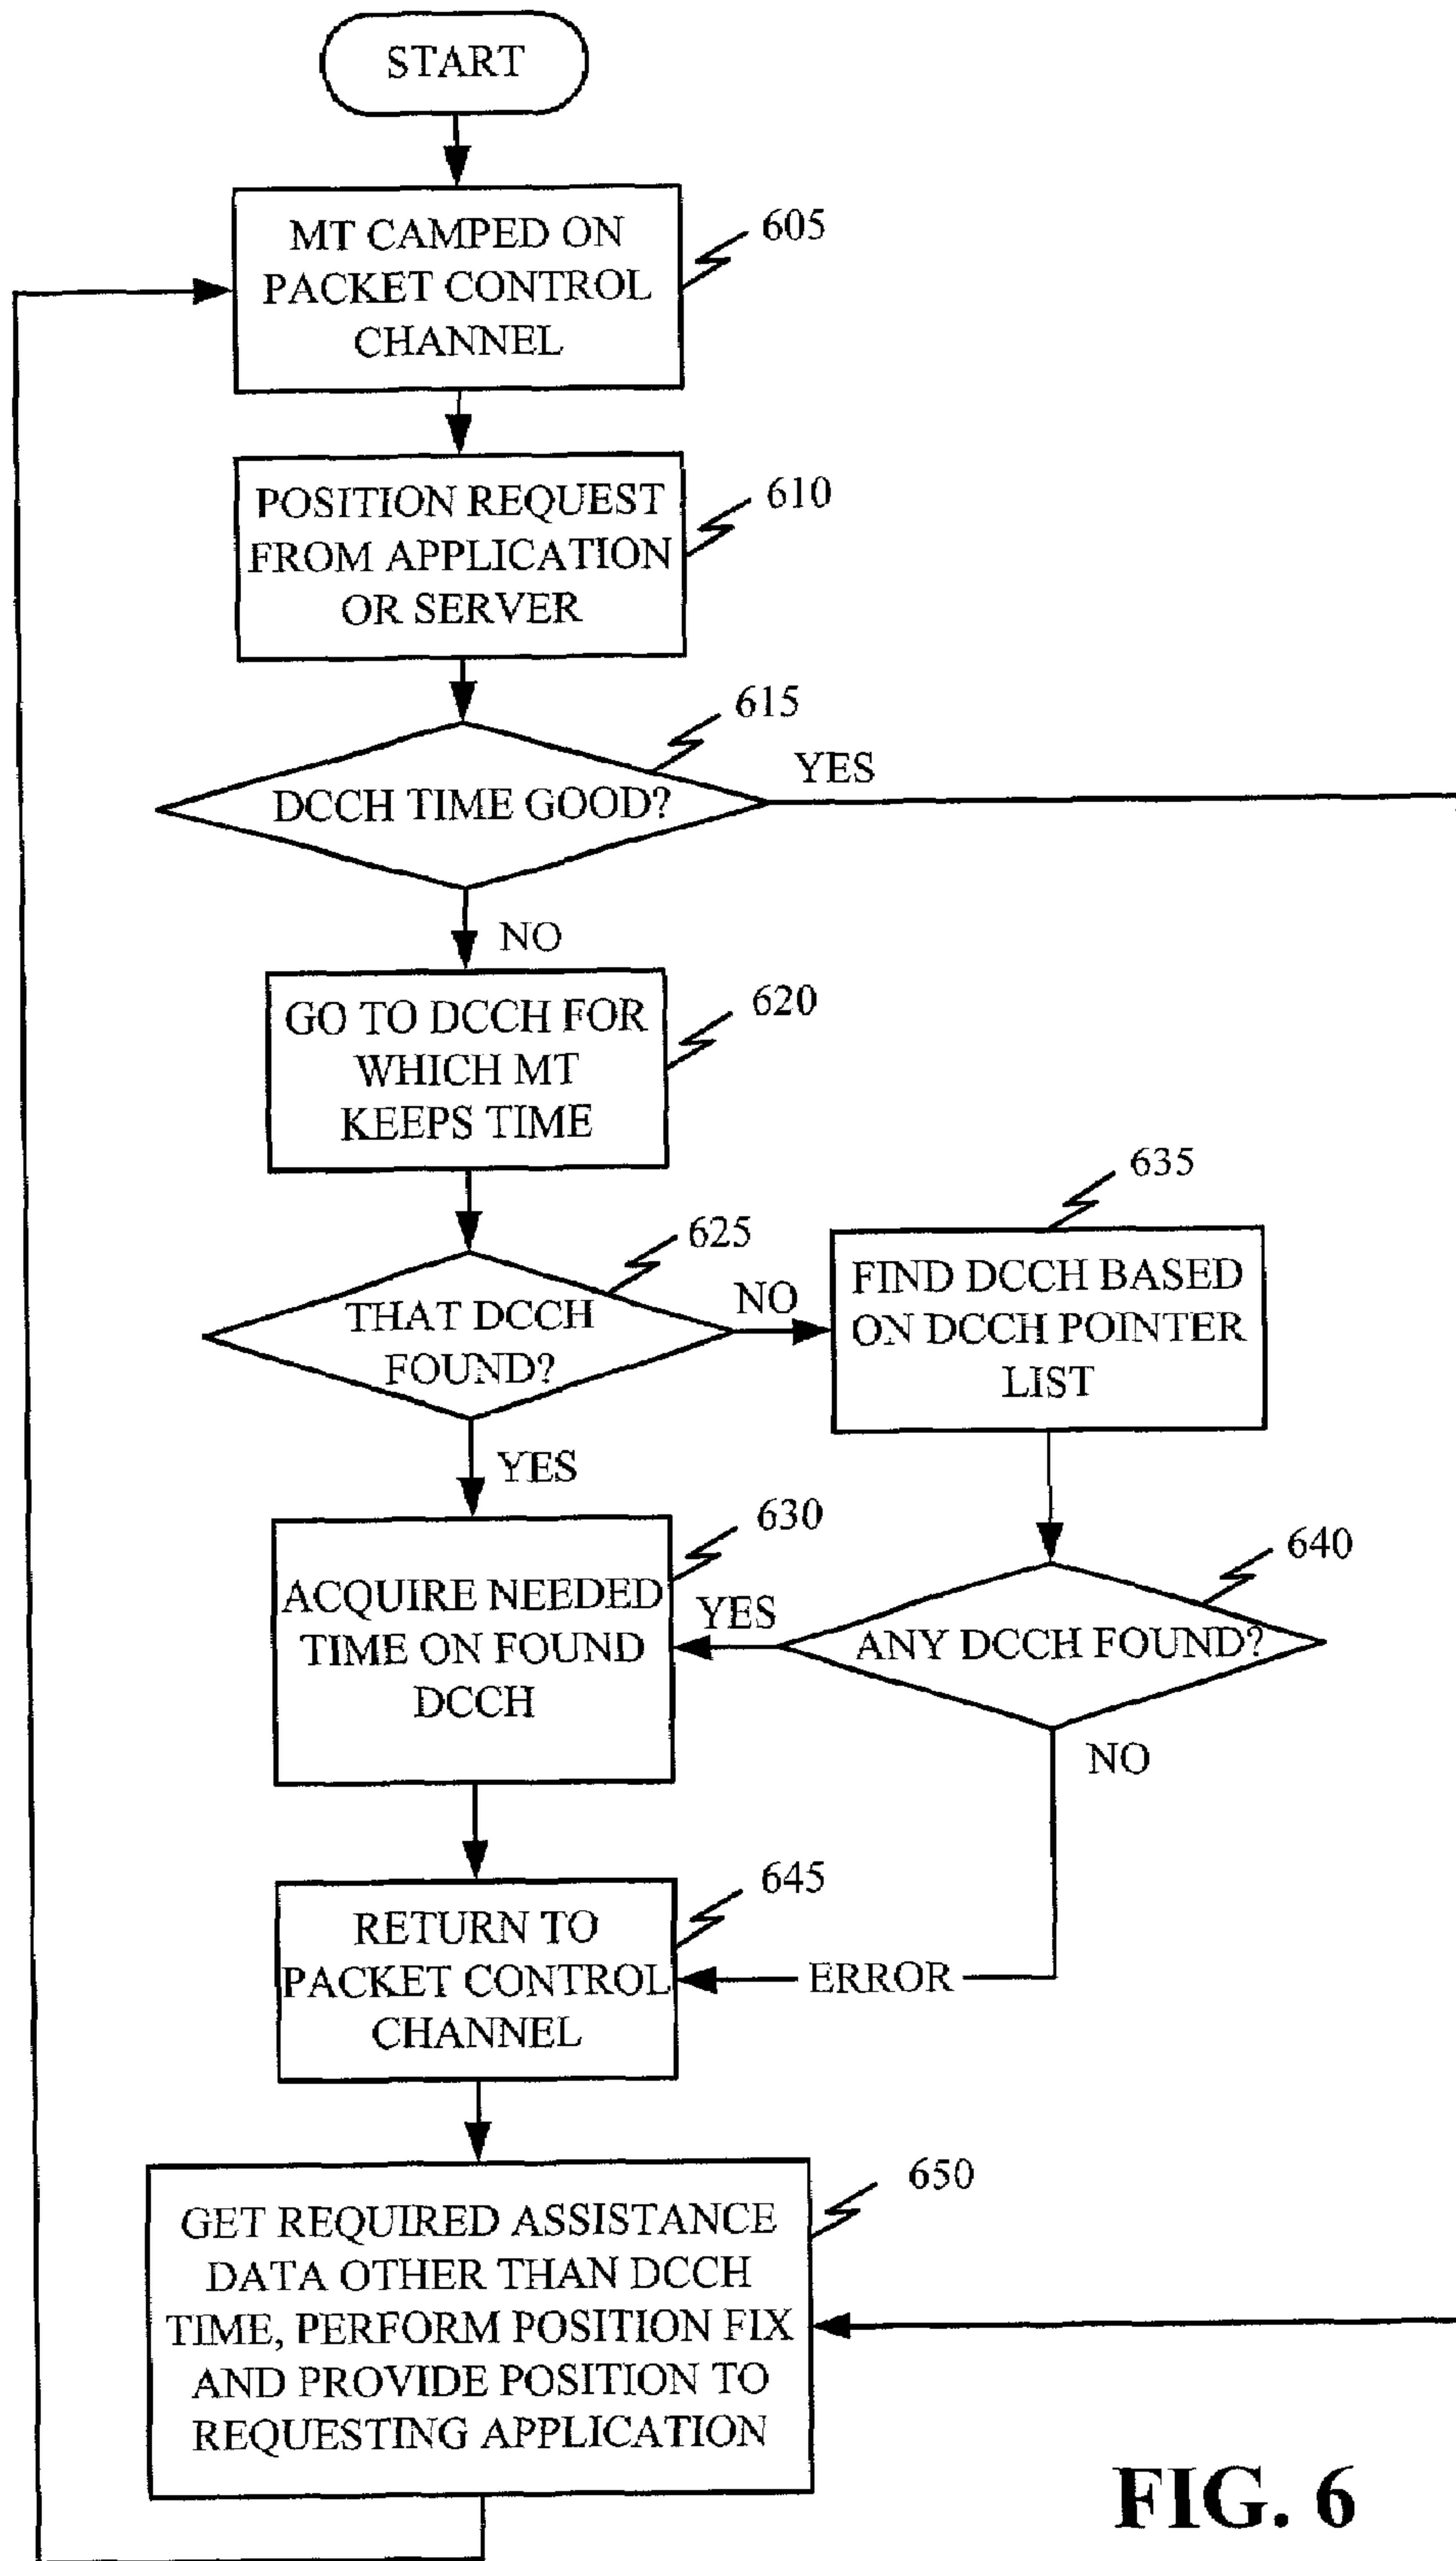 START
MT CAMPED ON
PACKET CONTROL
CHANNEL
605
POSITION REQUEST
FROM APPLICATION
OR SERVER
610
615
DCCH TIME GOOD?
YES
NO
GO TO DCCH FOR
WHICH MT
KEEPS TIME
620
625
THAT DCCH
FOUND?
NO
635
FIND DCCH BASED
ON DCCH POINTER
LIST
YES
630
ACQUIRE NEEDED
TIME ON FOUND
DCCH
YES
640
ANY DCCH FOUND?
NO
645
RETURN TO
PACKET CONTROL
CHANNEL
ERROR
650
GET REQUIRED ASSISTANCE
DATA OTHER THAN DCCH
TIME, PERFORM POSITION FIX
AND PROVIDE POSITION TO
REQUESTING APPLICATION
FIG. 6